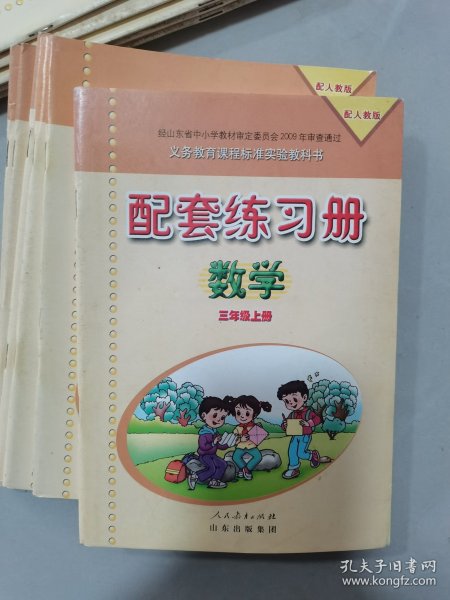 配人教版
配人教版
经山东省中小学教材审定委员会2009年审查通过
义务教育课程标准实验教科书
配套练习册
数学
三年级上册
人民教育出版社
山东出版集团
孔夫子旧书网
www.kongfz.com